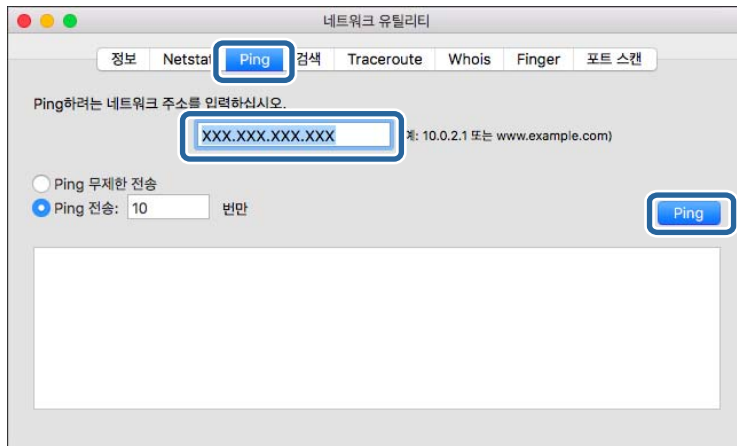 네트워크 유틸리티
정보 Netstat Ping 검색 Traceroute Whois Finger 포트 스캔
Ping하려는 네트워크 주소를 입력하십시오.
XXX.XXX.XXX.XXX 예: 10.0.2.1 또는 www.example.com)
Ping 무제한 전송
Ping 전송: 10 번만
Ping